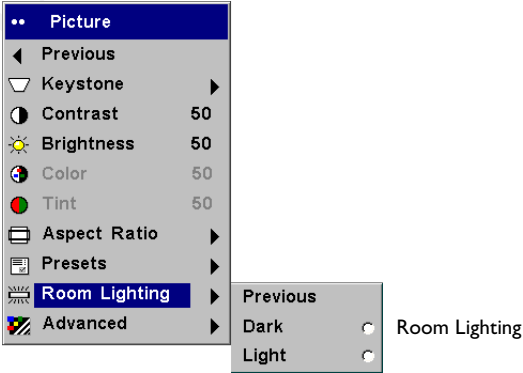 Picture
Previous
Keystone
Contrast 50
Brightness 50
Color 50
Tint 50
Aspect Ratio
Presets
Room Lighting
Advanced
Previous
Dark
Light
Room Lighting